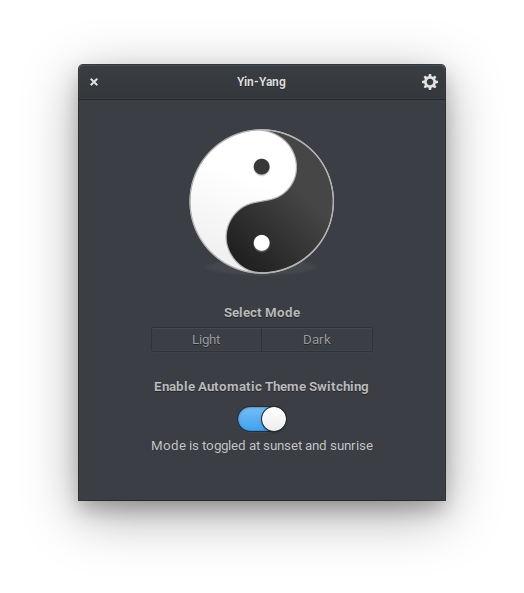 Yin-Yang
Select Mode
Light Dark
Enable Automatic Theme Switching
Mode is toggled at sunset and sunrise